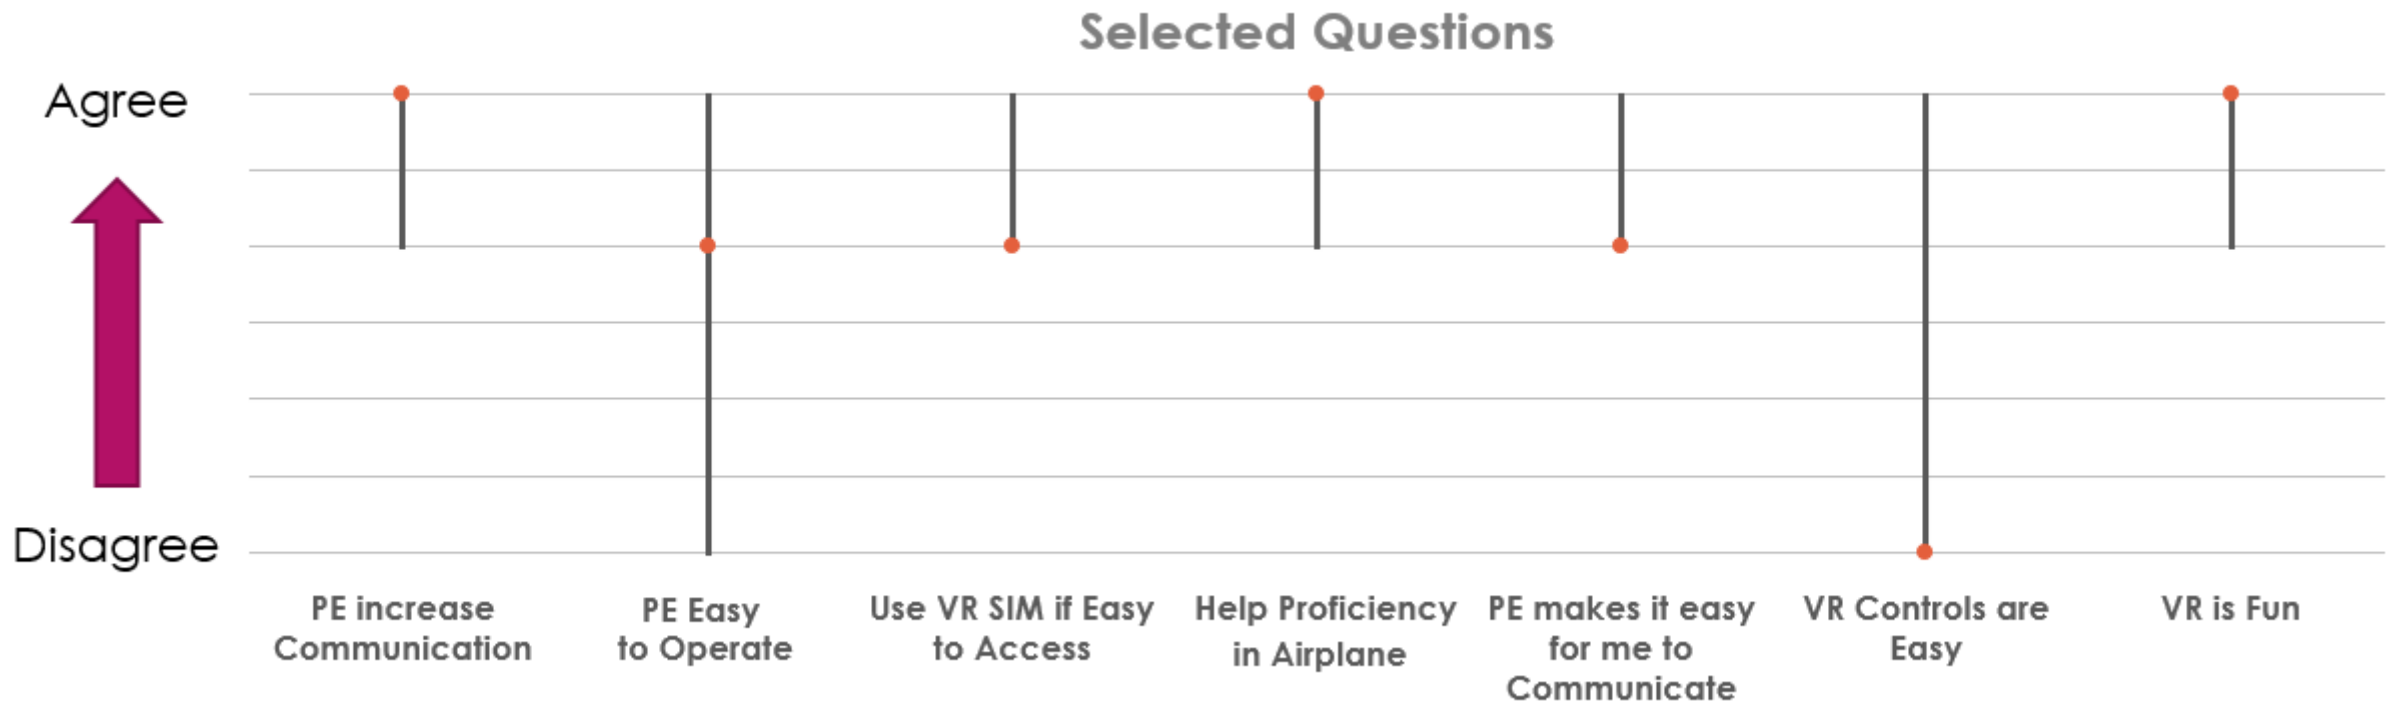 Selected Questions
Agree
Disagree
PE increase
Communication
PE Easy
to Operate
Use VR SIM if Easy
to Access
Help Proficiency
in Airplane
PE makes it easy
for me to
Communicate
VR Controls are
Easy
VR is Fun